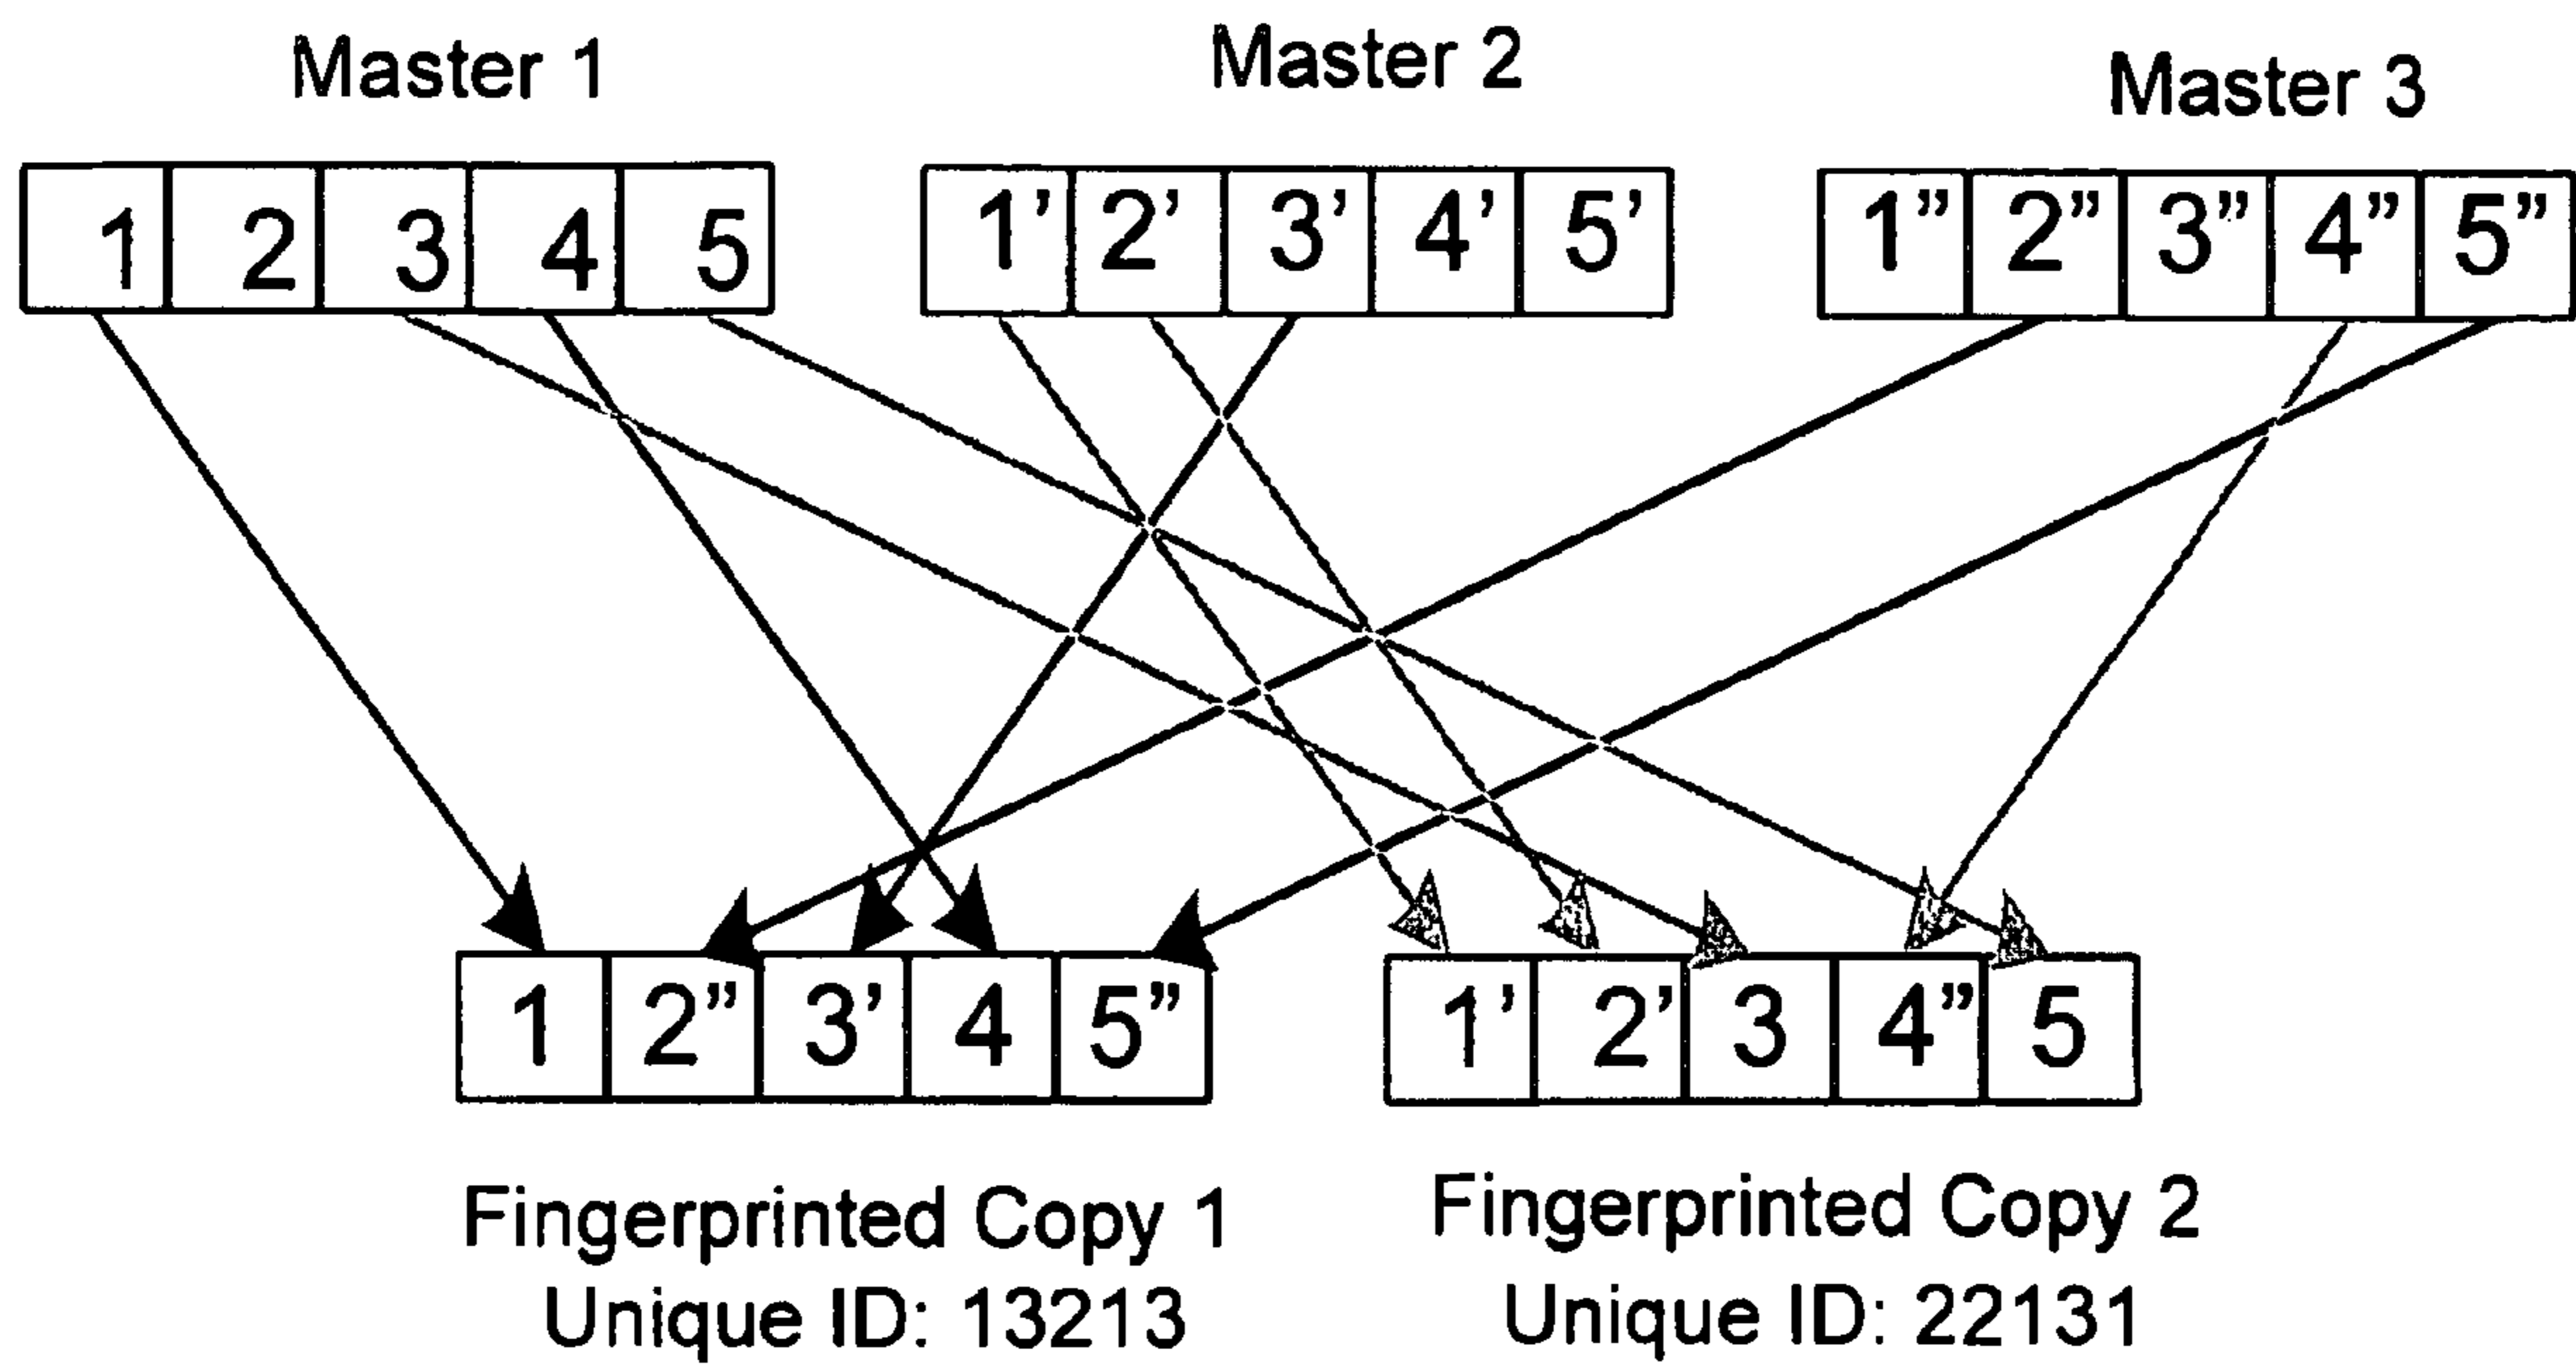 Master 1
Master 2
Master 3
1 2 3 4 5
1’ 2’ 3’ 4’ 5’
1” 2” 3” 4” 5”
1 2” 3’ 4 5”
1’ 2’ 3 4” 5
Fingerprinted Copy 1
Unique ID: 13213
Fingerprinted Copy 2
Unique ID: 22131